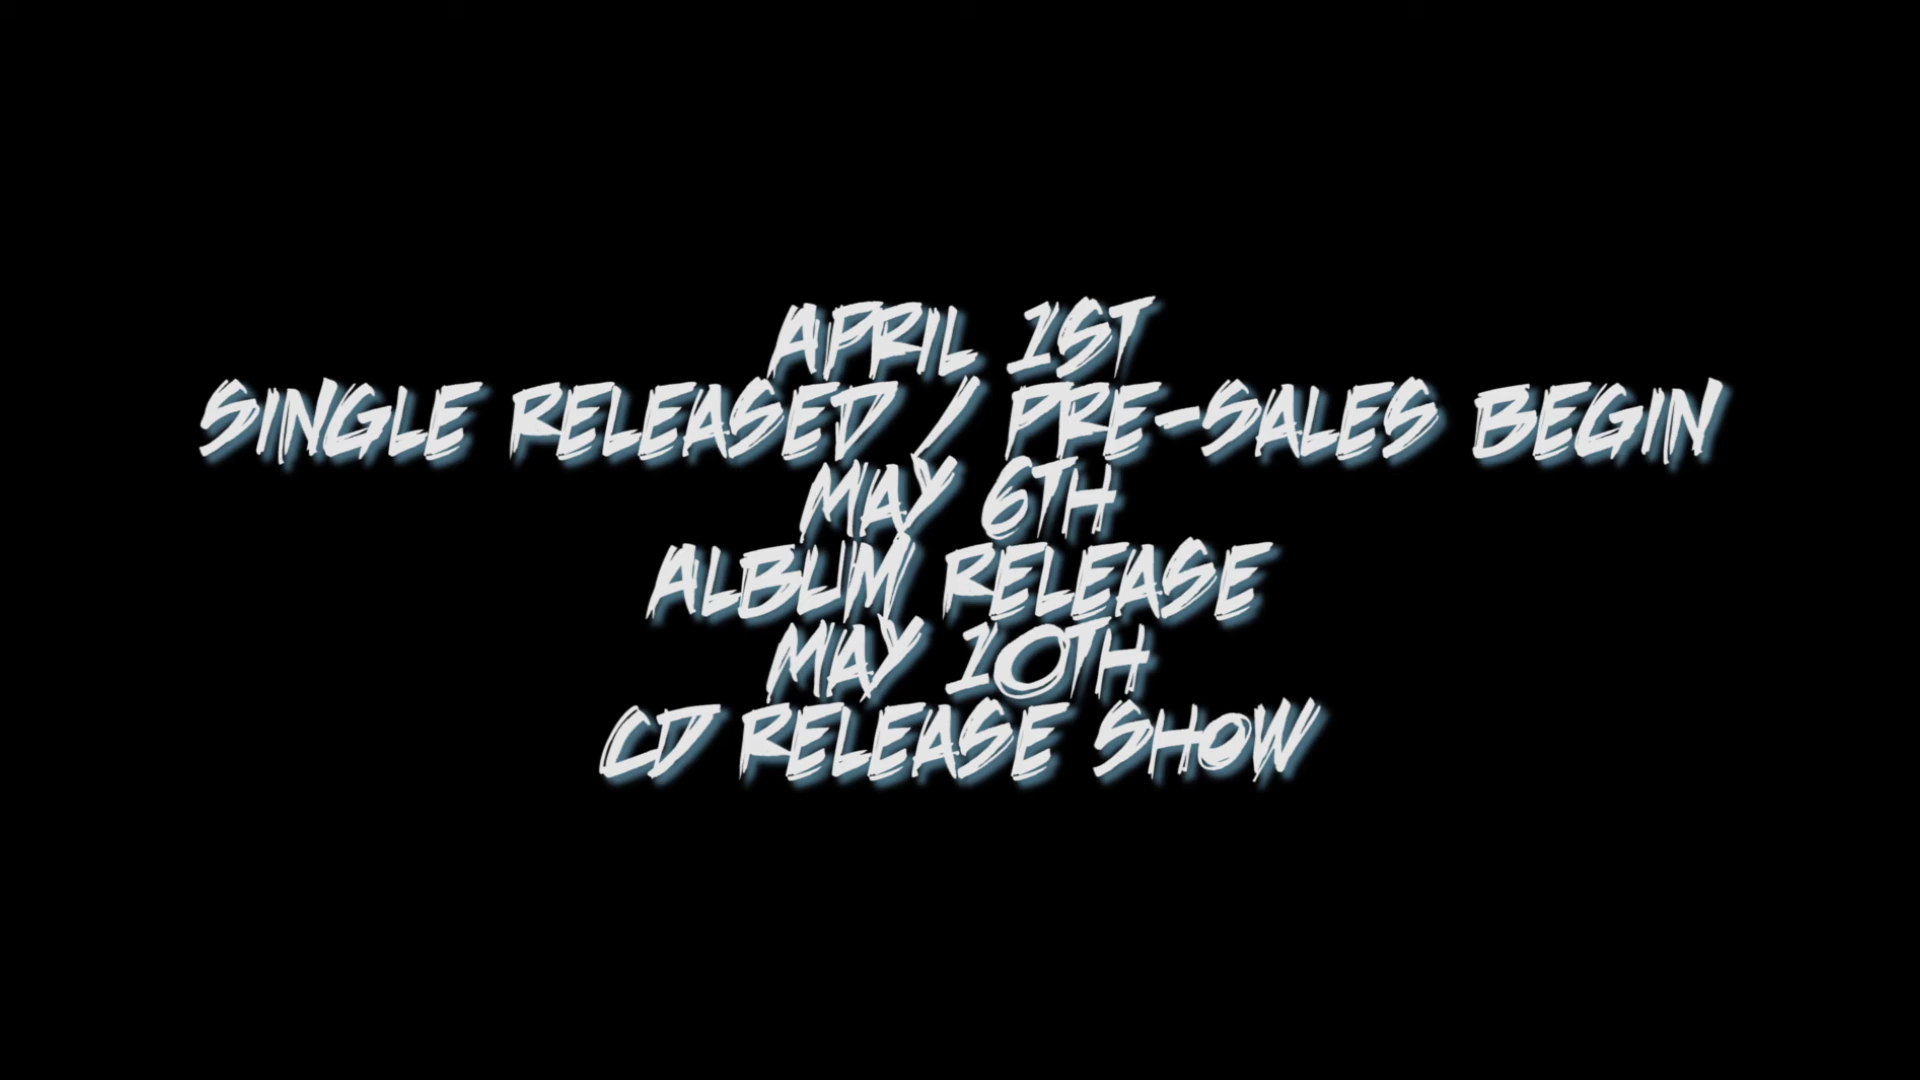 APRIL 1ST
SINGLE RELEASED / PRE-SALES BEGIN
MAY 6TH
ALBUM RELEASE
MAY 10TH
CD RELEASE SHOW